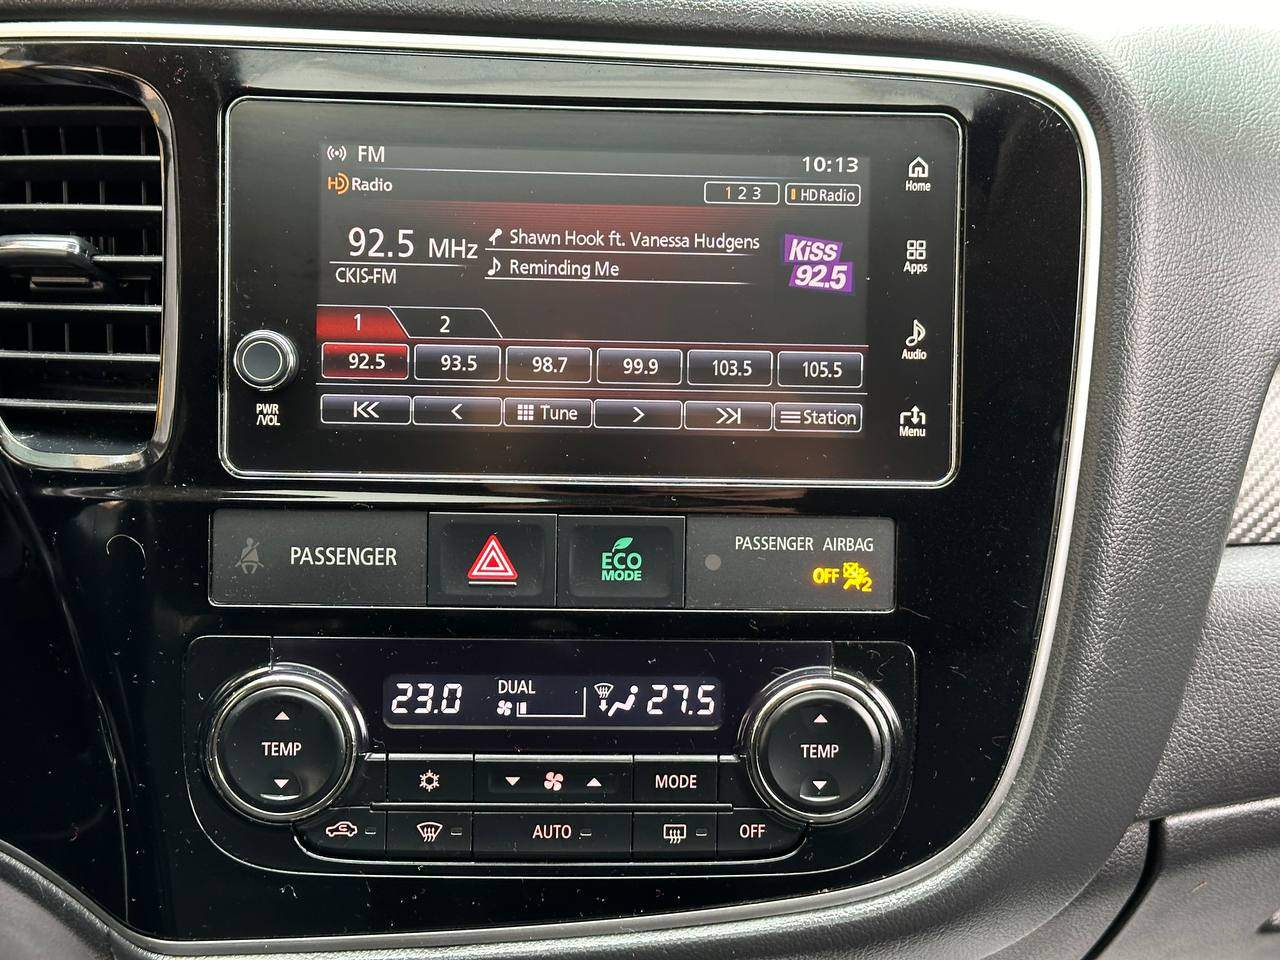 FM
10:13
HD Radio
1 2 3
HD Radio
92.5 MHz
Shawn Hook ft. Vanessa Hudgens
CKIS-FM
Reminding Me
KiSS
92.5
1
2
92.5
93.5
98.7
99.9
103.5
105.5
Tune
Station
Home
Apps
Audio
Menu
PWR
/VOL
PASSENGER
ECO
MODE
PASSENGER AIRBAG
OFF
2
23.0
DUAL
27.5
TEMP
MODE
TEMP
AUTO
OFF